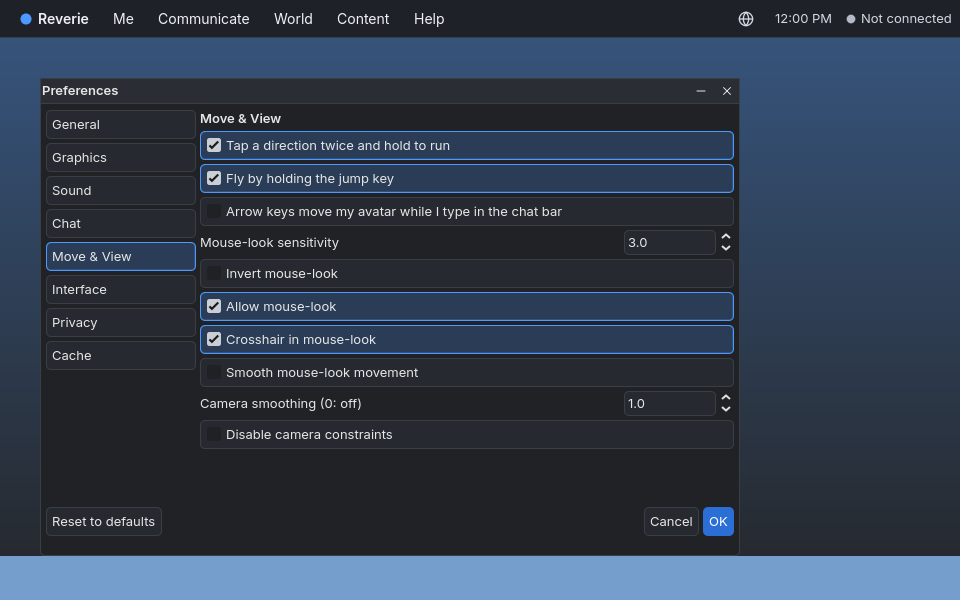 Reverie Me Communicate World Content Help 12:00 PM Not connected
Preferences
General
Graphics
Sound
Chat
Move & View
Interface
Privacy
Cache
Move & View
Tap a direction twice and hold to run
Fly by holding the jump key
Arrow keys move my avatar while I type in the chat bar
Mouse-look sensitivity 3.0
Invert mouse-look
Allow mouse-look
Crosshair in mouse-look
Smooth mouse-look movement
Camera smoothing (0: off) 1.0
Disable camera constraints
Reset to defaults Cancel OK